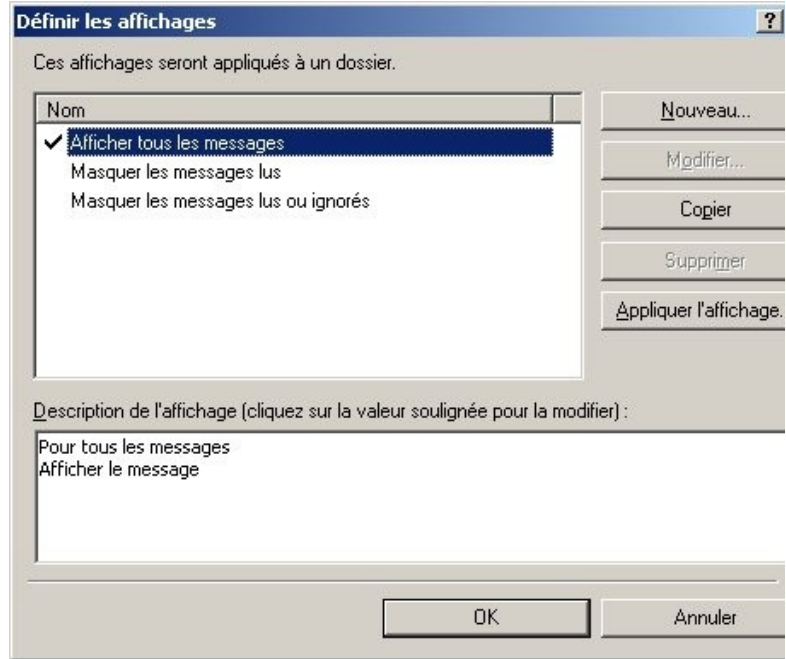 Définir les affichages
?
Ces affichages seront appliqués à un dossier.
Nom
Afficher tous les messages
Masquer les messages lus
Masquer les messages lus ou ignorés
Nouveau...
Modifier...
Copier
Supprimer
Appliquer l'affichage.
Description de l'affichage (cliquez sur la valeur soulignée pour la modifier) :
Pour tous les messages
Afficher le message
OK
Annuler